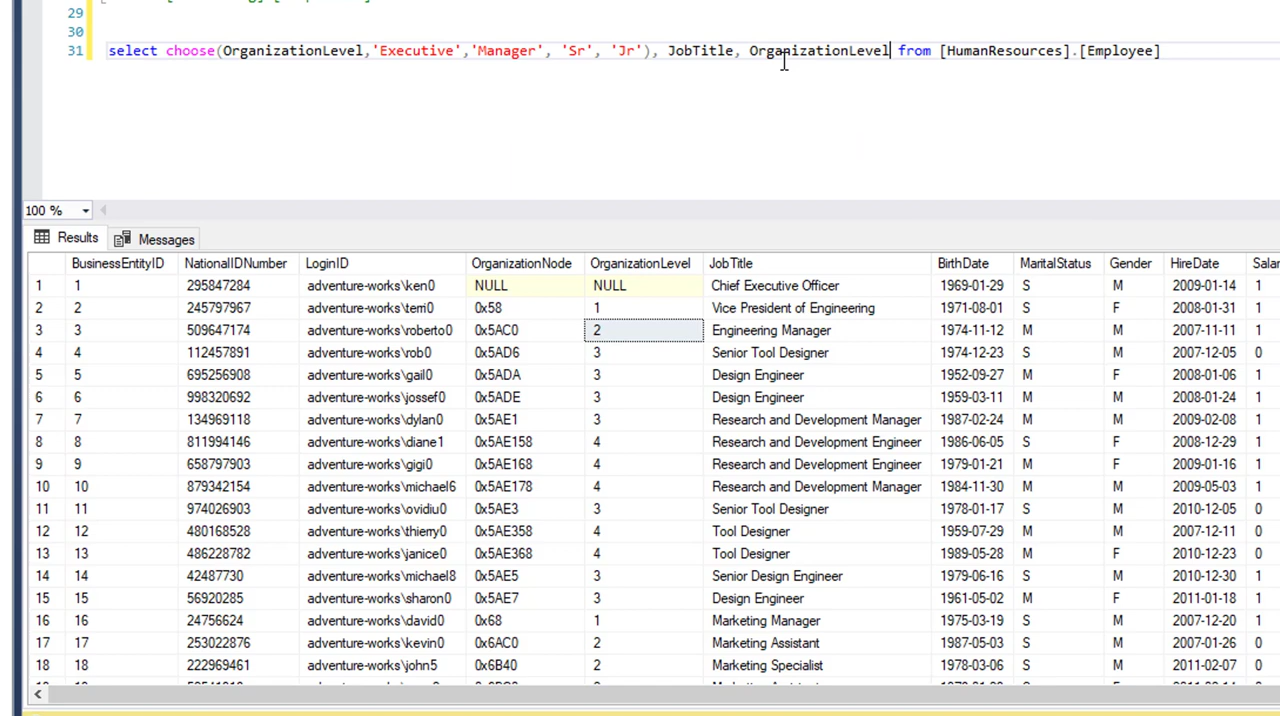 29
30
31 select choose(OrganizationLevel,'Executive','Manager', 'Sr', 'Jr'), JobTitle, OrganizationLevel from [HumanResources].[Employee]
100 %
Results Messages
BusinessEntityID NationalIDNumber LoginID OrganizationNode OrganizationLevel JobTitle BirthDate MaritalStatus Gender HireDate Salar
1 1 295847284 adventure-works\ken0 NULL NULL Chief Executive Officer 1969-01-29 S M 2009-01-14 1
2 2 245797967 adventure-works\terri0 0x58 1 Vice President of Engineering 1971-08-01 S F 2008-01-31 1
3 3 509647174 adventure-works\roberto0 0x5AC0 2 Engineering Manager 1974-11-12 M M 2007-11-11 1
4 4 112457891 adventure-works\rob0 0x5AD6 3 Senior Tool Designer 1974-12-23 S M 2007-12-05 0
5 5 695256908 adventure-works\gail0 0x5ADA 3 Design Engineer 1952-09-27 M F 2008-01-06 1
6 6 998320692 adventure-works\jossef0 0x5ADE 3 Design Engineer 1959-03-11 M M 2008-01-24 1
7 7 134969118 adventure-works\dylan0 0x5AE1 3 Research and Development Manager 1987-02-24 M M 2009-02-08 1
8 8 811994146 adventure-works\diane1 0x5AE158 4 Research and Development Engineer 1986-06-05 S F 2008-12-29 1
9 9 658797903 adventure-works\gigi0 0x5AE168 4 Research and Development Engineer 1979-01-21 M F 2009-01-16 1
10 10 879342154 adventure-works\michael6 0x5AE178 4 Research and Development Manager 1984-11-30 M M 2009-05-03 1
11 11 974026903 adventure-works\ovidiu0 0x5AE3 3 Senior Tool Designer 1978-01-17 S M 2010-12-05 0
12 12 480168528 adventure-works\thierry0 0x5AE358 4 Tool Designer 1959-07-29 M M 2007-12-11 0
13 13 486228782 adventure-works\janice0 0x5AE368 4 Tool Designer 1989-05-28 M F 2010-12-23 0
14 14 42487730 adventure-works\michael8 0x5AE5 3 Senior Design Engineer 1979-06-16 S M 2010-12-30 1
15 15 56920285 adventure-works\sharon0 0x5AE7 3 Design Engineer 1961-05-02 M F 2011-01-18 1
16 16 24756624 adventure-works\david0 0x68 1 Marketing Manager 1975-03-19 S M 2007-12-20 1
17 17 253022876 adventure-works\kevin0 0x6AC0 2 Marketing Assistant 1987-05-03 S M 2007-01-26 0
18 18 222969461 adventure-works\john5 0x6B40 2 Marketing Specialist 1978-03-06 S M 2011-02-07 0